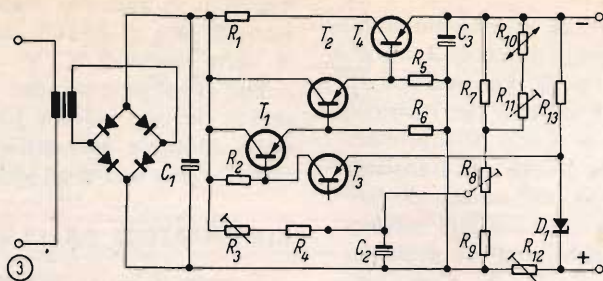 R1
T2
T4
C3
−
R10
R5
R7
R11
R13
T1
R6
C1
R2
T3
R8
D1
R3
R4
C2
R9
R12
+
3